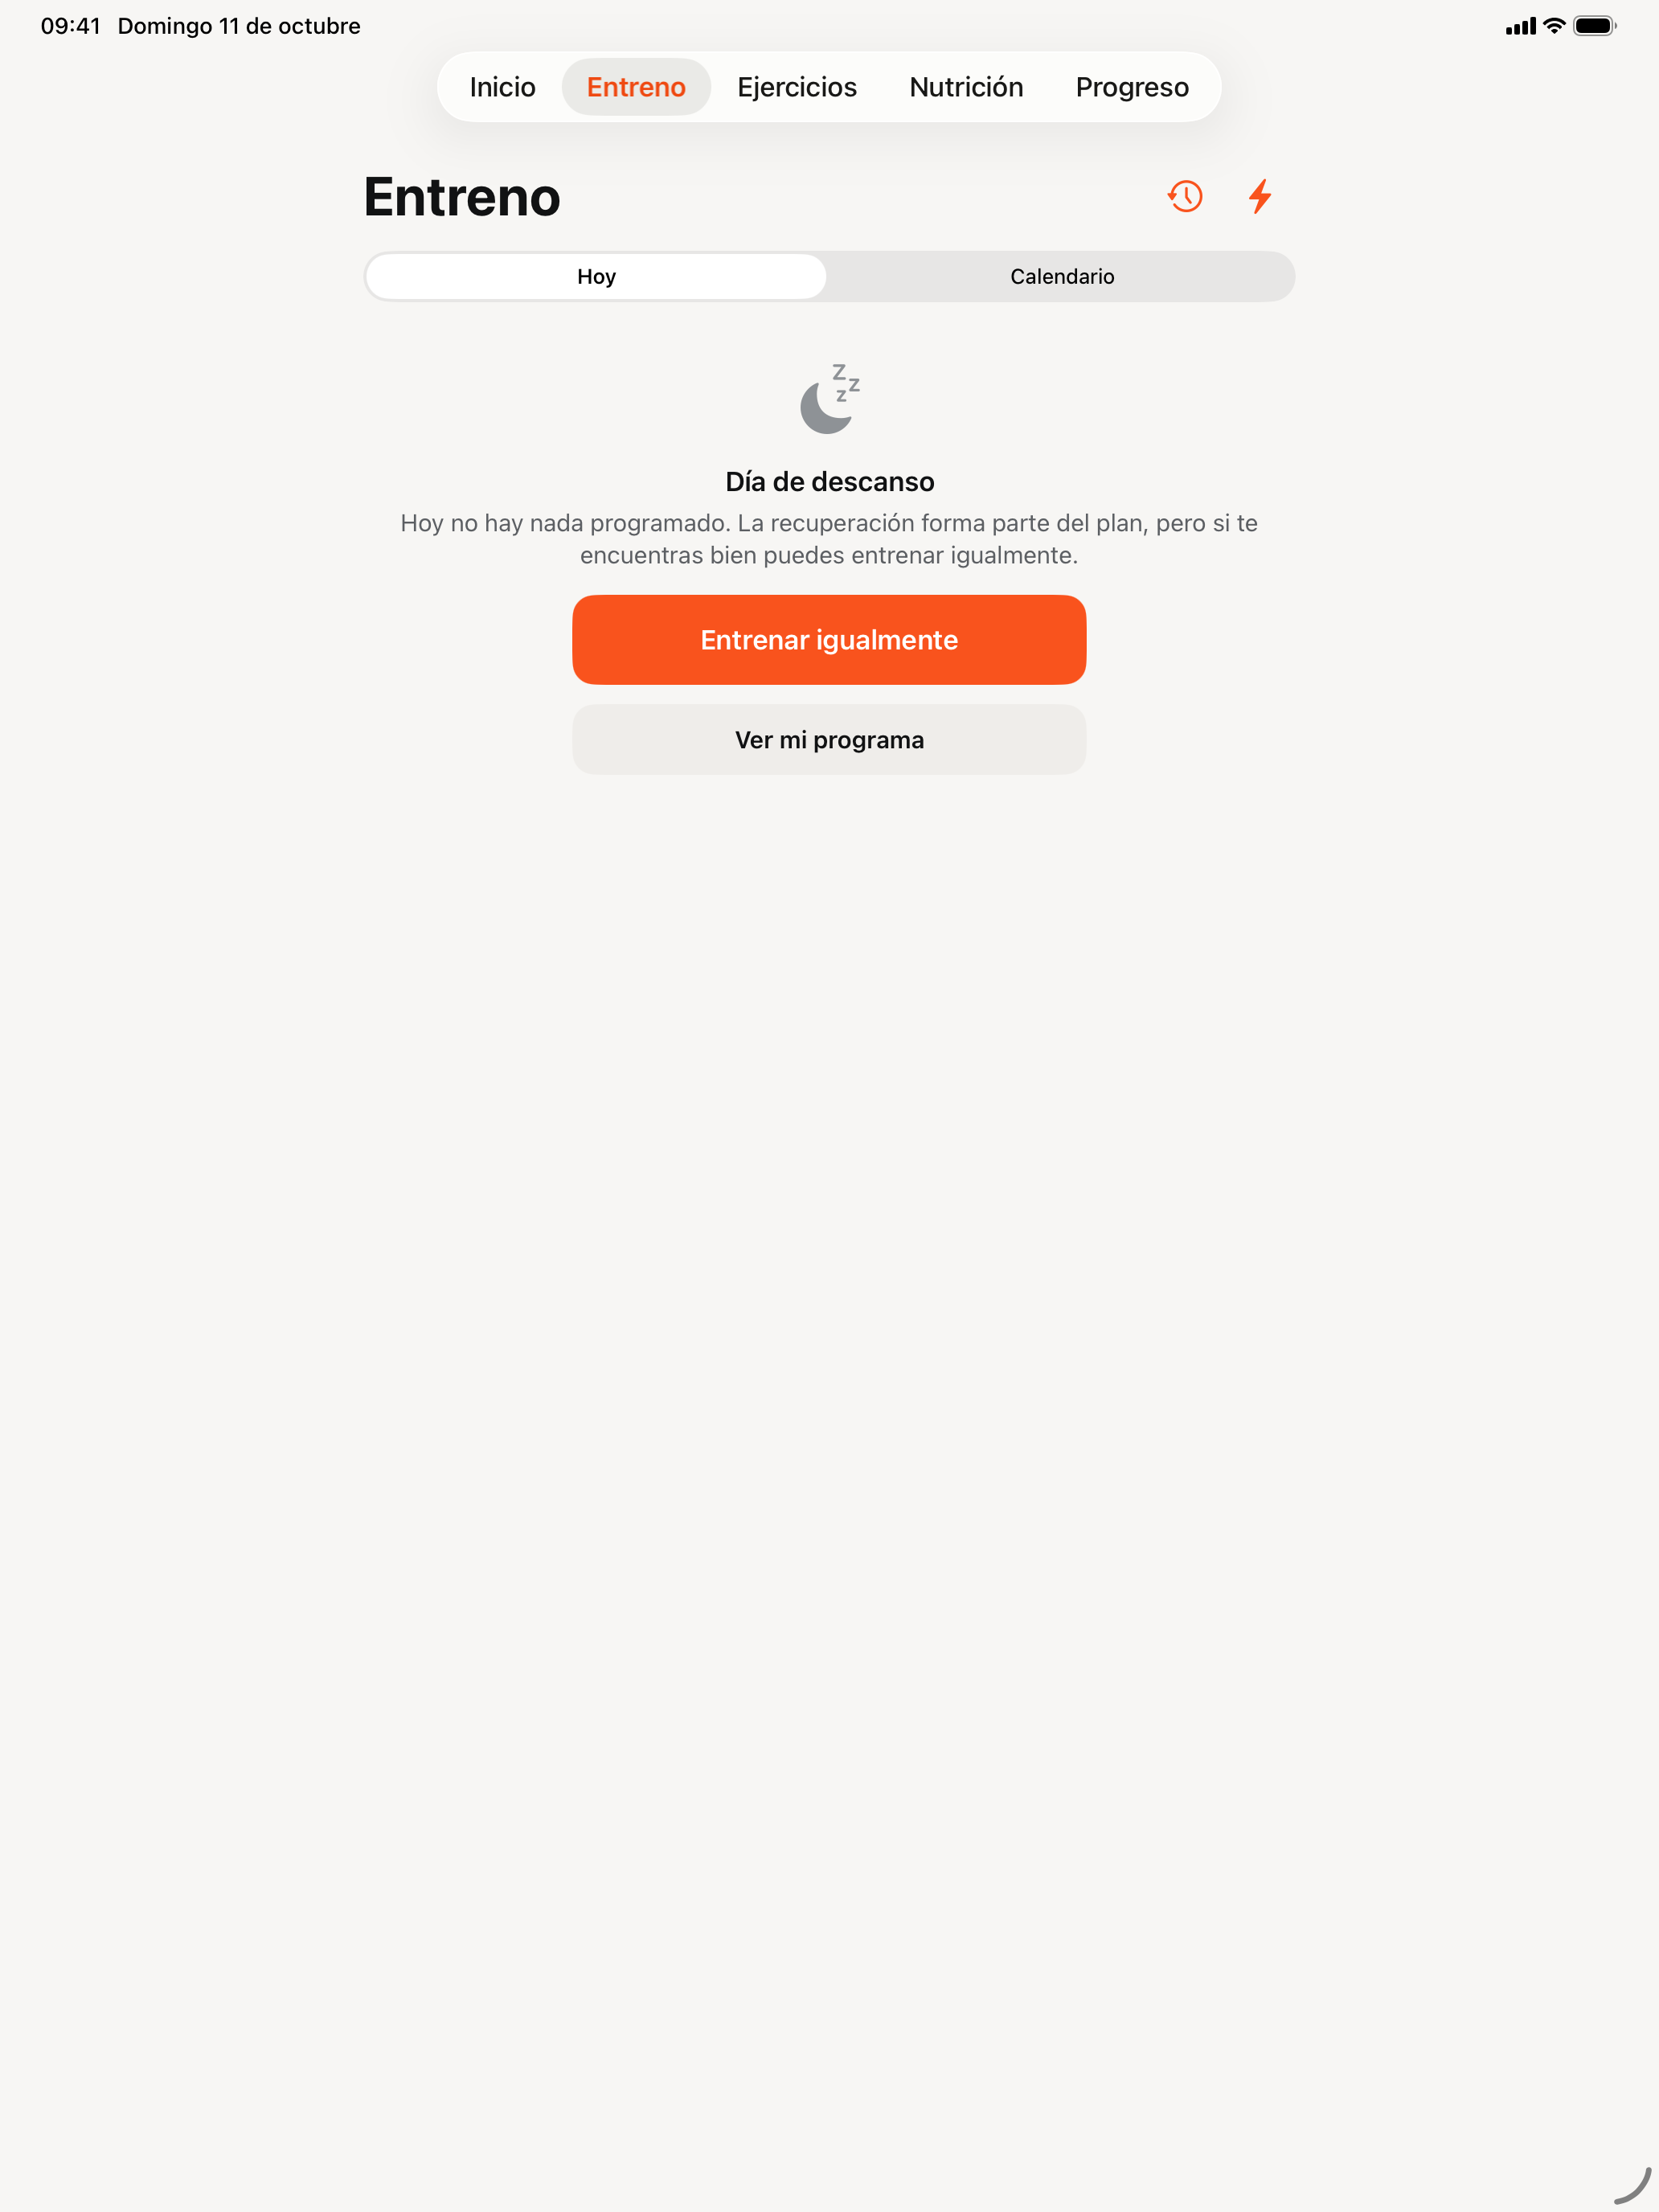 09:41 Domingo 11 de octubre
Inicio Entreno Ejercicios Nutrición Progreso
Entreno
Hoy Calendario
z z z
Día de descanso
Hoy no hay nada programado. La recuperación forma parte del plan, pero si te
encuentras bien puedes entrenar igualmente.
Entrenar igualmente
Ver mi programa